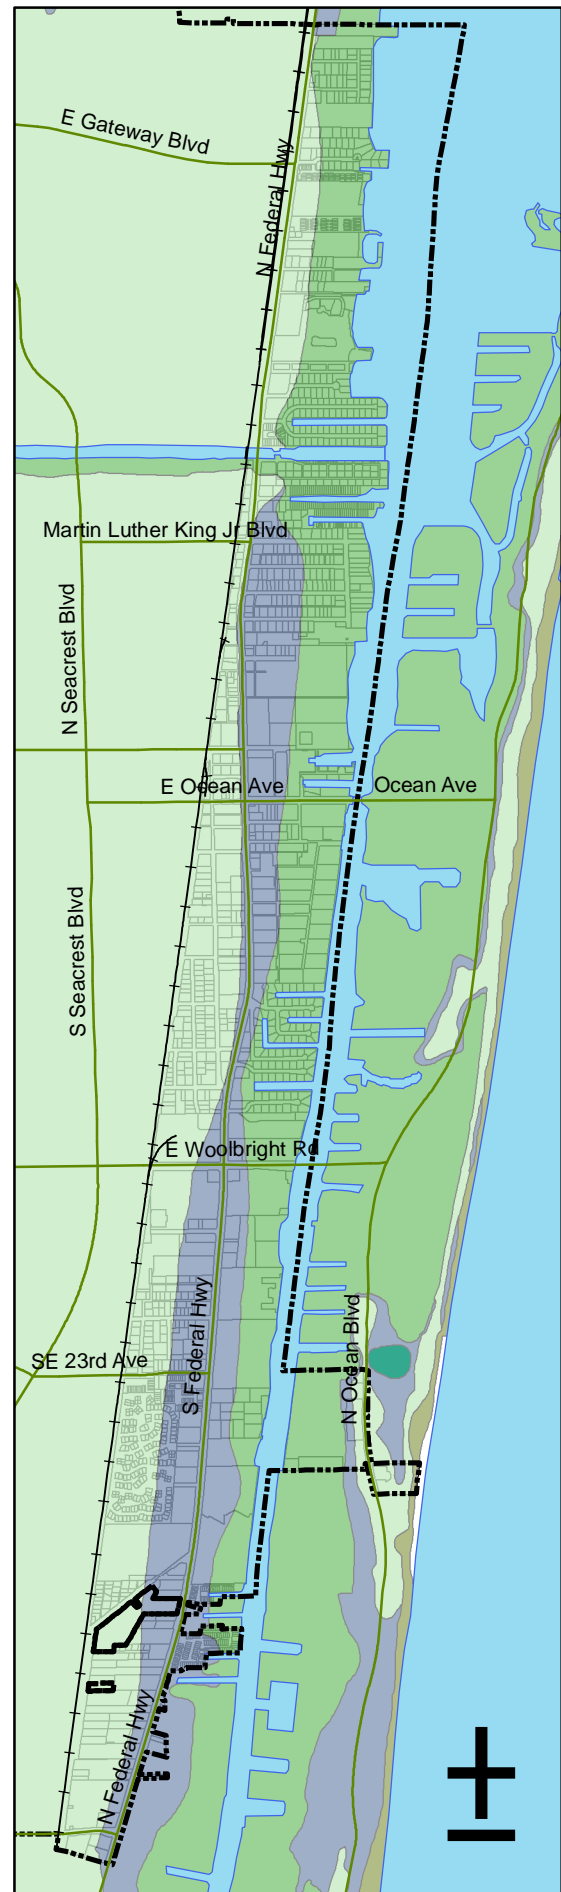 E Gateway Blvd
N Federal Hwy
Martin Luther King Jr Blvd
N Seacrest Blvd
E Ocean Ave
Ocean Ave
S Seacrest Blvd
E Woolbright Rd
N Ocean Blvd
S Federal Hwy
SE 23rd Ave
N Federal Hwy